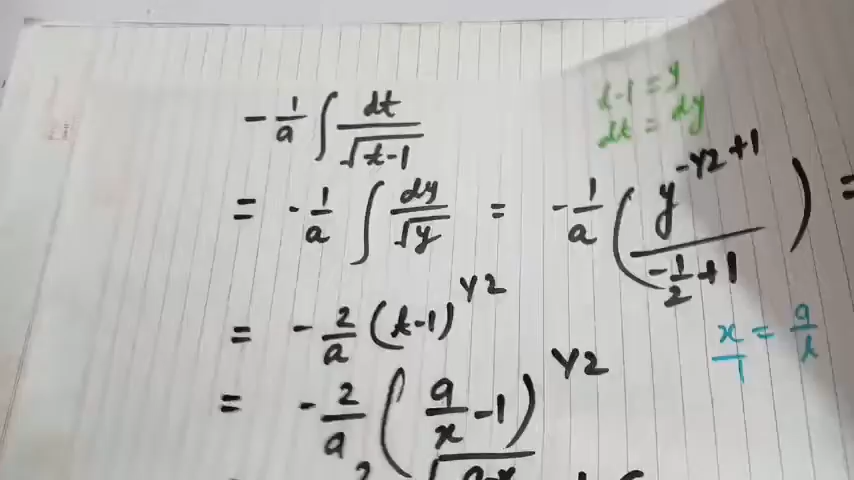 -1/a ∫ dt/√(t-1)
t-1 = y
dt = dy
= -1/a ∫ dy/√y = -1/a (y^(-1/2+1)/(-1/2+1)) =
= -2/a (t-1)^(1/2)
x/1 = a/t
= -2/a (a/x -1)^(1/2)